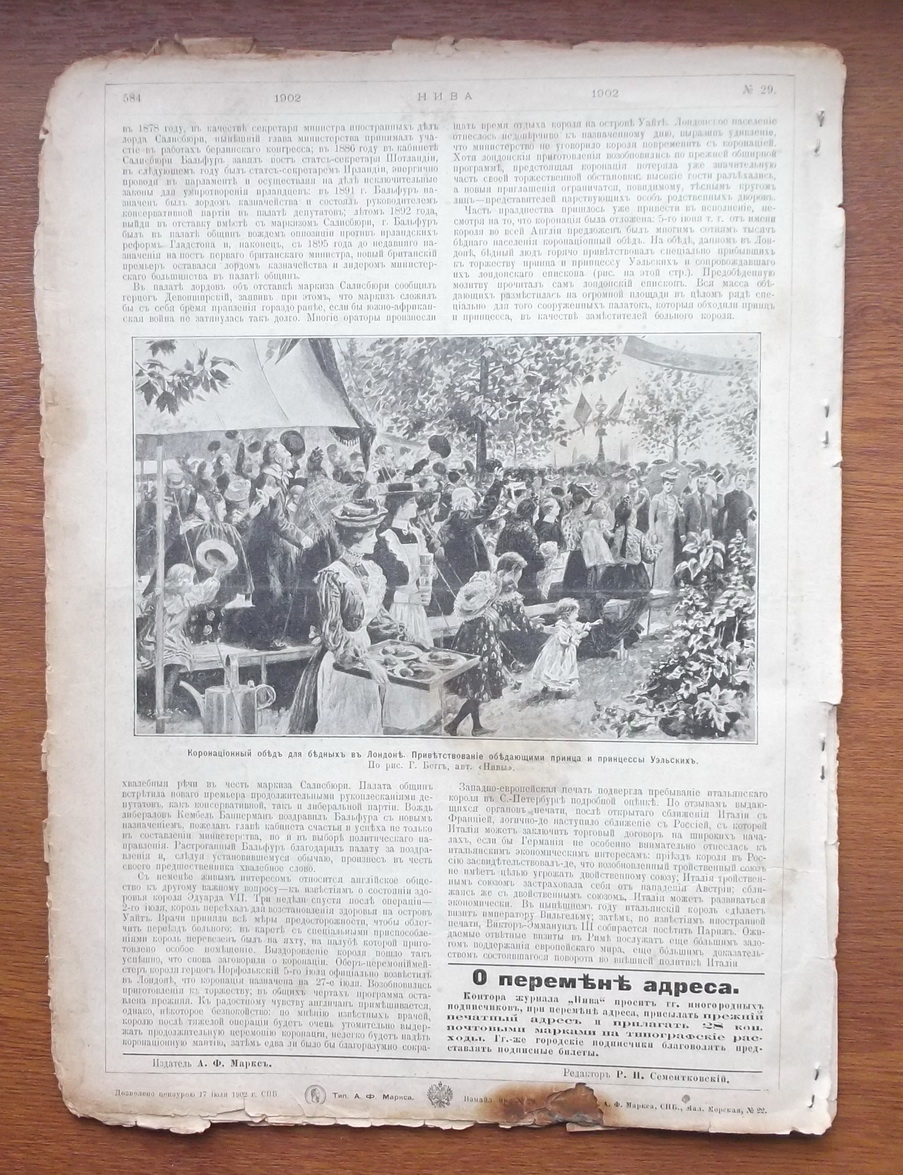 584
1902
НИВА
1902
№ 29.
въ 1878 году, въ качествѣ секретаря министра иностранныхъ дѣлъ
лорда Салисбюри, нынѣшній глава министерства принималъ уча-
стіе въ работахъ берлинскаго конгресса; въ 1886 году въ кабинетѣ
Салисбюри Бальфуръ занялъ постъ статсъ-секретаря Шотландіи,
въ слѣдующемъ году былъ статсъ-секретаремъ Ирландіи, энергично
проводя въ парламентѣ и осуществляя на дѣлѣ исключительные
законы для умиротворенія ирландцевъ; въ 1891 г. Бальфуръ на-
значенъ былъ лордомъ казначейства и состоялъ руководителемъ
консервативной партіи въ палатѣ депутатовъ; лѣтомъ 1892 года,
выйдя въ отставку вмѣстѣ съ маркизомъ Салисбюри, г. Бальфуръ
былъ въ палатѣ общинъ вождемъ оппозиціи противъ ирландскихъ
реформъ Гладстона и, наконецъ, съ 1895 года до недавняго на-
значенія на постъ перваго британскаго министра, новый британскій
премьеръ оставался лордомъ казначейства и лидеромъ министер-
скаго большинства въ палатѣ общинъ.
Въ палатѣ лордовъ объ отставкѣ маркиза Салисбюри сообщилъ
герцогъ Девонширскій, заявивъ при этомъ, что маркизъ сложилъ
бы съ себя бремя правленія гораздо ранѣе, если бы южно-африкан-
ская война не затянулась такъ долго. Многіе ораторы произнесли
щать время отдыха короля на островѣ Уайтѣ. Лондонское населеніе
отнеслось недовѣрчиво къ назначенному дню, выразивъ удивленіе,
что министерство не уговорило короля повременить съ коронаціей.
Хотя лондонскія приготовленія возобновились по прежней обширной
программѣ, предстоящая коронація потеряла уже значительную
часть своей торжественной обстановки; высокіе гости разъѣхались,
а новыя приглашенія ограничатся, повидимому, тѣснымъ кругомъ
лицъ—представителей царствующихъ особъ родственныхъ дворовъ.
Часть празднества пришлось уже привести въ исполненіе, не-
смотря на то, что коронація была отложена: 5-го іюня т. г. отъ имени
короля во всей Англіи предложенъ былъ многимъ сотнямъ тысячъ
бѣднаго населенія коронаціонный обѣдъ. На обѣдѣ, данномъ въ Лон-
донѣ, бѣдный людъ горячо привѣтствовалъ спеціально прибывшихъ
къ торжеству принца и принцессу Уэльскихъ и сопровождавшаго
ихъ лондонскаго епископа (рис. на этой стр.). Предобѣденную
молитву прочиталъ самъ лондонскій епископъ. Вся масса обѣ-
дающихъ размѣстилась на огромной площади въ цѣломъ рядѣ спе-
ціально для того сооруженныхъ палатокъ, которыя обходили принцъ
и принцесса, въ качествѣ замѣстителей больного короля.
Коронаціонный обѣдъ для бѣдныхъ въ Лондонѣ. Привѣтствованіе обѣдающими принца и принцессы Уэльскихъ.
По рис. Г. Бегтъ, авт. «Нивы».
хвалебныя рѣчи въ честь маркиза Салисбюри. Палата общинъ
встрѣтила новаго премьера продолжительными рукоплесканіями де-
путатовъ, какъ консервативной, такъ и либеральной партіи. Вождь
либераловъ Кембель Баннерманъ поздравилъ Бальфура съ новымъ
назначеніемъ, пожелавъ главѣ кабинета счастья и успѣха не только
въ составленіи министерства, но и въ выборѣ политическаго на-
правленія. Растроганный Бальфуръ благодарилъ палату за поздра-
вленія и, слѣдуя установившемуся обычаю, произнесъ въ честь
своего предшественника хвалебное слово.
Съ неменѣе живымъ интересомъ относится англійское обще-
ство къ другому важному вопросу—къ извѣстіямъ о состояніи здо-
ровья короля Эдуарда VII. Три недѣли спустя послѣ операціи—
2-го іюля, король переѣхалъ для возстановленія здоровья на островъ
Уайтъ. Врачи приняли всѣ мѣры предосторожности, чтобы облег-
чить переѣздъ больного: въ каретѣ съ спеціальными приспособле-
ніями король перевезенъ былъ на яхту, на палубѣ которой приго-
товлено особое помѣщеніе. Выздоровленіе короля пошло такъ
успѣшно, что снова заговорили о коронаціи. Оберъ-церемоніймей-
стеръ короля герцогъ Норфолькскій 5-го іюля офиціально возвѣстилъ
въ Лондонѣ, что коронація назначена на 27-е іюля. Возобновились
приготовленія къ торжеству; въ общихъ чертахъ программа оста-
влена прежняя. Къ радостному чувству англичанъ примѣшивается,
однако, нѣкоторое безпокойство: по мнѣнію извѣстныхъ врачей,
королю послѣ тяжелой операціи будетъ очень утомительно выдер-
жать продолжительную церемонію коронаціи, нелегко будетъ надѣть
коронаціонную мантію, затѣмъ едва ли было бы благоразумно сокра-
Западно-европейская печать подвергла пребываніе итальянскаго
короля въ С.-Петербургѣ подробной оцѣнкѣ. По отзывамъ выдаю-
щихся органовъ печати, послѣ открытаго сближенія Италіи съ
Франціей, логично-де наступило сближеніе съ Россіей, съ которой
Италія можетъ заключить торговый договоръ на широкихъ нача-
лахъ, если бы Германія не особенно внимательно отнеслась къ
итальянскимъ экономическимъ интересамъ; пріѣздъ короля въ Рос-
сію засвидѣтельствовалъ-де, что возобновленный тройственный союзъ
не имѣетъ цѣлью угрожать двойственному союзу; Италія тройствен-
нымъ союзомъ застраховала себя отъ нападенія Австріи; сбли-
жаясь же съ двойственнымъ союзомъ, Италія можетъ развиваться
экономически. Въ нынѣшнемъ году итальянскій король сдѣлаетъ
визитъ императору Вильгельму; затѣмъ, по извѣстіямъ иностранной
печати, Викторъ-Эммануилъ III собирается посѣтить Парижъ. Ожи-
даемые отвѣтные визиты въ Римѣ послужатъ еще бо́льшимъ зало-
гомъ поддержанія европейскаго мира, еще бо́льшимъ доказатель-
ствомъ состоявшагося поворота во внѣшней политикѣ Италіи
О перемѣнѣ адреса.
Контора журнала „Нива“ проситъ гг. иногородныхъ
подписчиковъ, при перемѣнѣ адреса, присылать прежній
печатный адресъ и прилагать 28 коп.
почтовыми марками на типографскіе рас-
ходы. Гг.-же городскіе подписчики благоволятъ пред-
ставлять подписные билеты.
Издатель А. Ф. Марксъ.
Редакторъ Р. И. Сементковскій.
Дозволено цензурою 17 Іюля 1902 г. СПБ.
Тип. А. Ф. Маркса.
А. Ф. Маркса, СПБ., Мал. Морская, № 22.